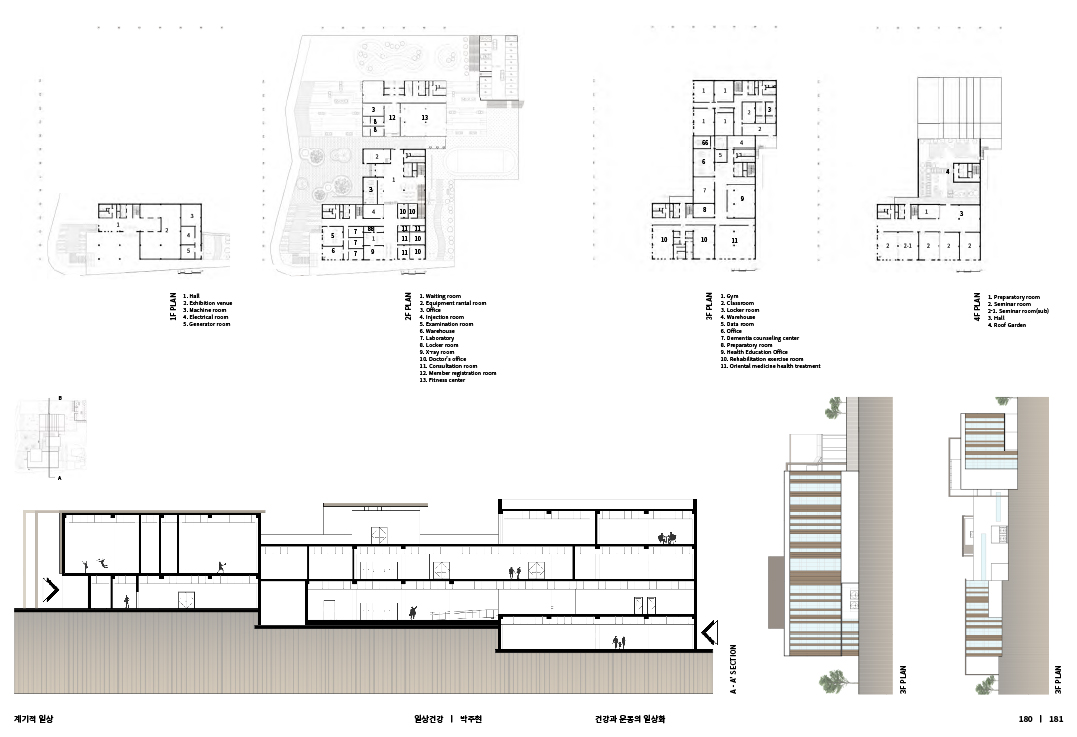 1F PLAN
1. Hall
2. Exhibition venue
3. Machine room
4. Electrical room
5. Generator room
2F PLAN
1. Waiting room
2. Equipment rantal room
3. Office
4. Injection room
5. Examination room
6. Warehouse
7. Laboratory
8. Locker room
9. X-ray room
10. Doctor's office
11. Consultation room
12. Member registration room
13. Fitness center
3F PLAN
1. Gym
2. Classroom
3. Locker room
4. Warehouse
5. Data room
6. Office
7. Dementia counseling center
8. Preparatory room
9. Health Education Office
10. Rehabilitation exercise room
11. Oriental medicine health treatment
4F PLAN
1. Preparatory room
2. Seminar room
2-1. Seminar room(sub)
3. Hall
4. Roof Garden
B
A
A - A' SECTION
3F PLAN
3F PLAN
계기적 일상
일상건강 | 박주현
건강과 운동의 일상화
180 | 181